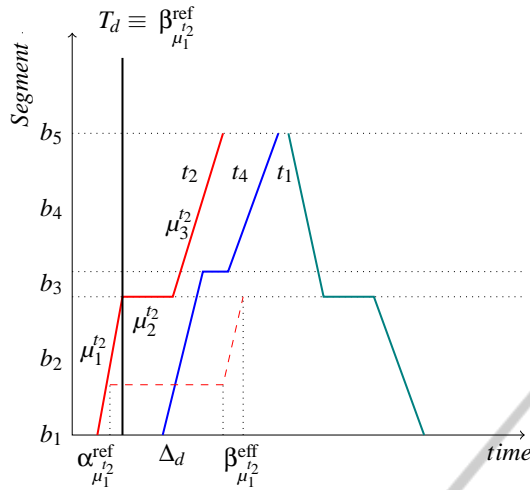 T_d ≡ β^ref_{μ_1^{t_2}}
Segment
b_5
t_2 t_4 t_1
b_4
μ_3^{t_2}
b_3
μ_2^{t_2}
μ_1^{t_2}
b_2
b_1
α^ref_{μ_1^{t_2}} Δ_d β^eff_{μ_1^{t_2}} time